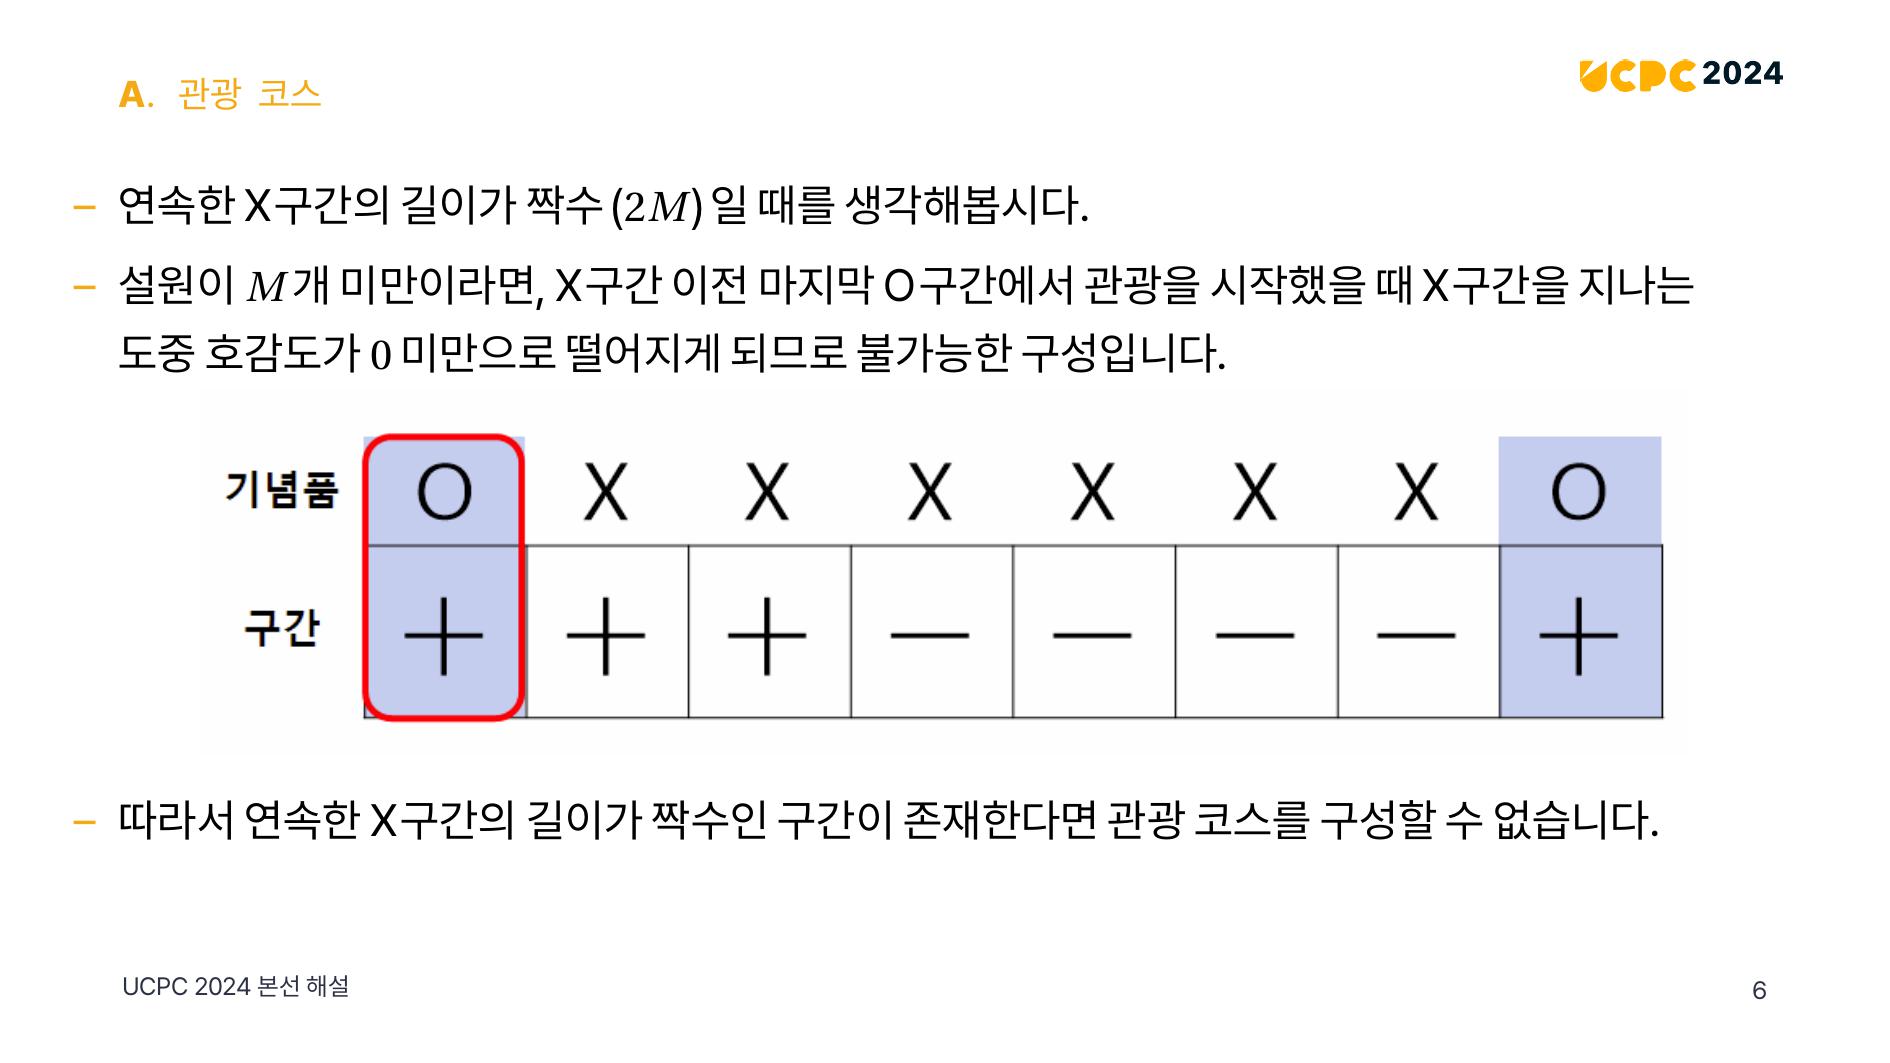 A. 관광 코스
UCPC 2024
– 연속한 X구간의 길이가 짝수(2M)일 때를 생각해봅시다.
– 설원이 M개 미만이라면, X구간 이전 마지막 O구간에서 관광을 시작했을 때 X구간을 지나는
도중 호감도가 0 미만으로 떨어지게 되므로 불가능한 구성입니다.
기념품 O X X X X X X O
구간 + + + − − − − +
– 따라서 연속한 X구간의 길이가 짝수인 구간이 존재한다면 관광 코스를 구성할 수 없습니다.
UCPC 2024 본선 해설
6